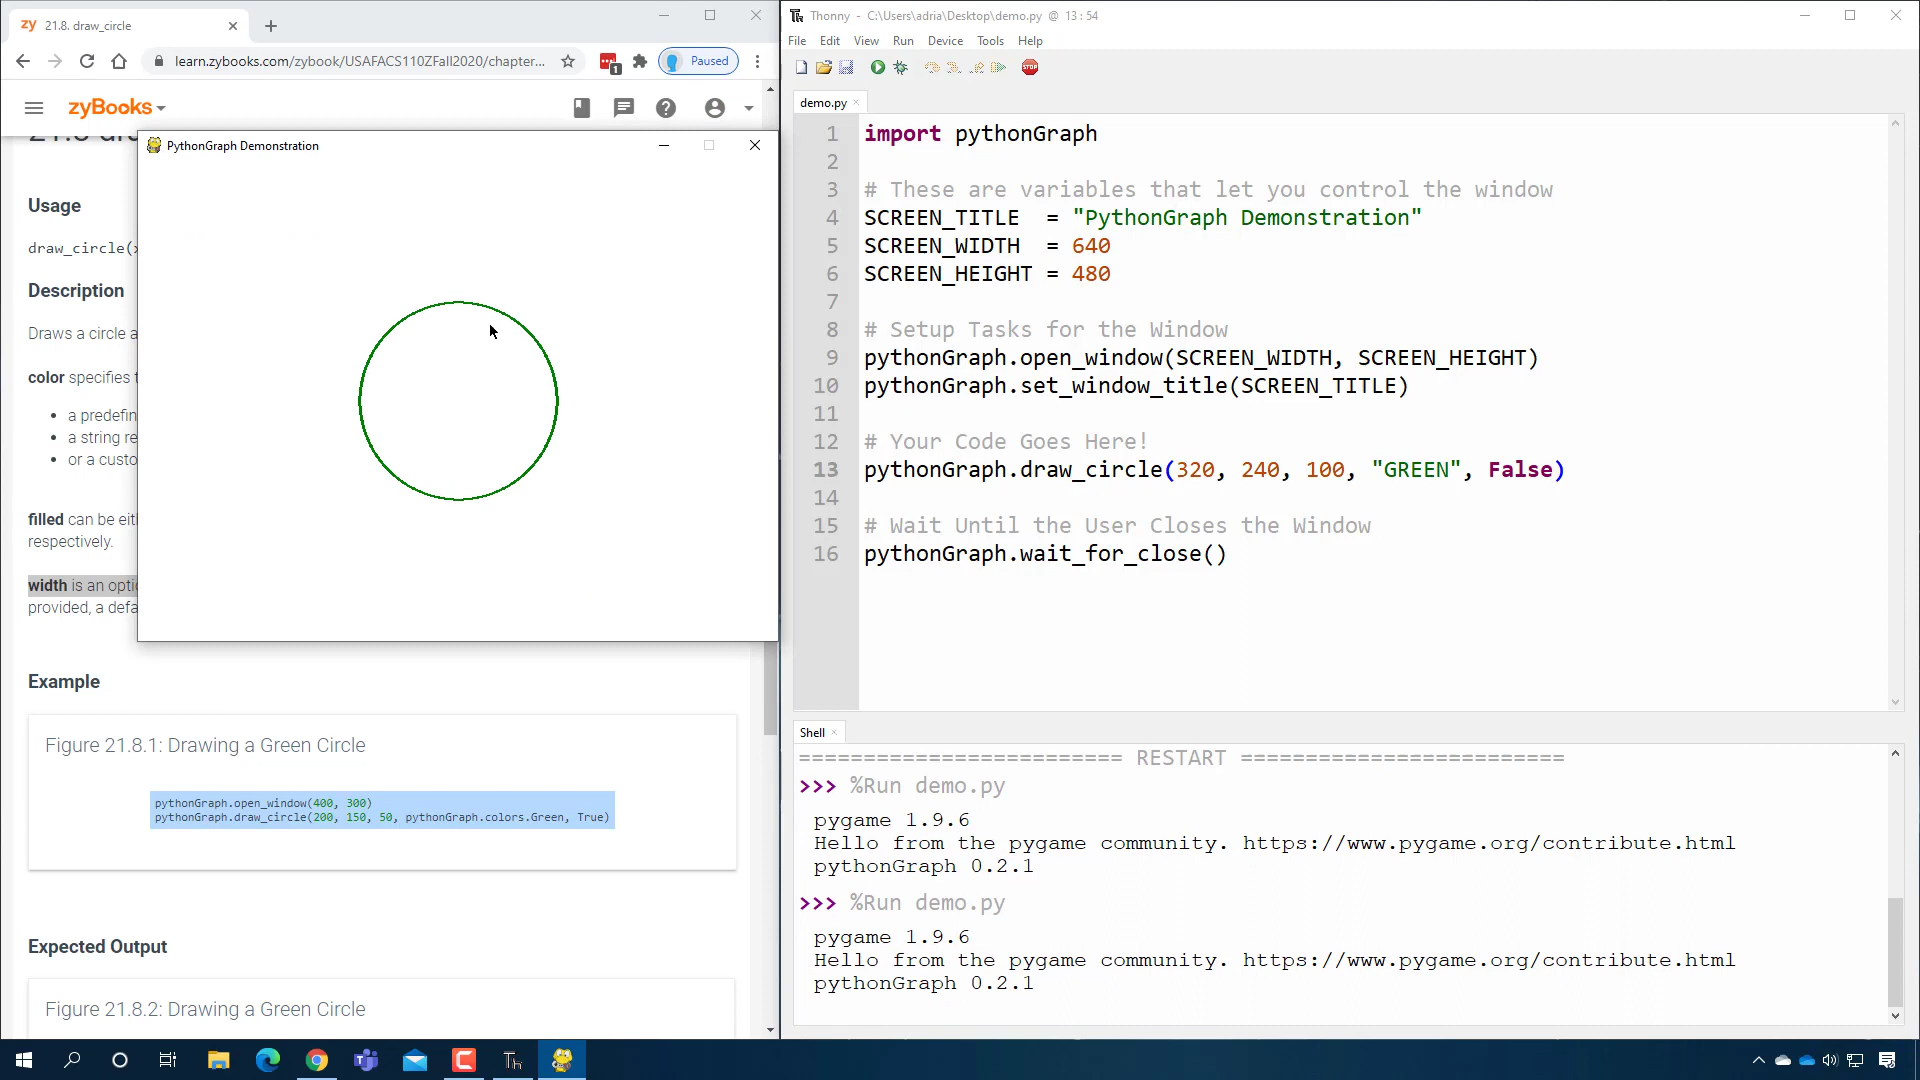 zy 21.8. draw_circle
learn.zybooks.com/zybook/USAFACS110ZFall2020/chapter...
1
Paused
zyBooks
PythonGraph Demonstration
Usage
draw_circle(
Description
Draws a circle a
color specifies
a predefin
a string re
or a custo
filled can be eit
respectively.
width is an optio
provided, a defa
Example
Figure 21.8.1: Drawing a Green Circle
pythonGraph.open_window(400, 300)
pythonGraph.draw_circle(200, 150, 50, pythonGraph.colors.Green, True)
Expected Output
Figure 21.8.2: Drawing a Green Circle
Thonny - C:\Users\adria\Desktop\demo.py @ 13:54
File Edit View Run Device Tools Help
STOP
demo.py
1 import pythonGraph
2
3 # These are variables that let you control the window
4 SCREEN_TITLE = "PythonGraph Demonstration"
5 SCREEN_WIDTH = 640
6 SCREEN_HEIGHT = 480
7
8 # Setup Tasks for the Window
9 pythonGraph.open_window(SCREEN_WIDTH, SCREEN_HEIGHT)
10 pythonGraph.set_window_title(SCREEN_TITLE)
11
12 # Your Code Goes Here!
13 pythonGraph.draw_circle(320, 240, 100, "GREEN", False)
14
15 # Wait Until the User Closes the Window
16 pythonGraph.wait_for_close()
Shell
========================= RESTART =========================
>>> %Run demo.py
pygame 1.9.6
Hello from the pygame community. https://www.pygame.org/contribute.html
pythonGraph 0.2.1
>>> %Run demo.py
pygame 1.9.6
Hello from the pygame community. https://www.pygame.org/contribute.html
pythonGraph 0.2.1